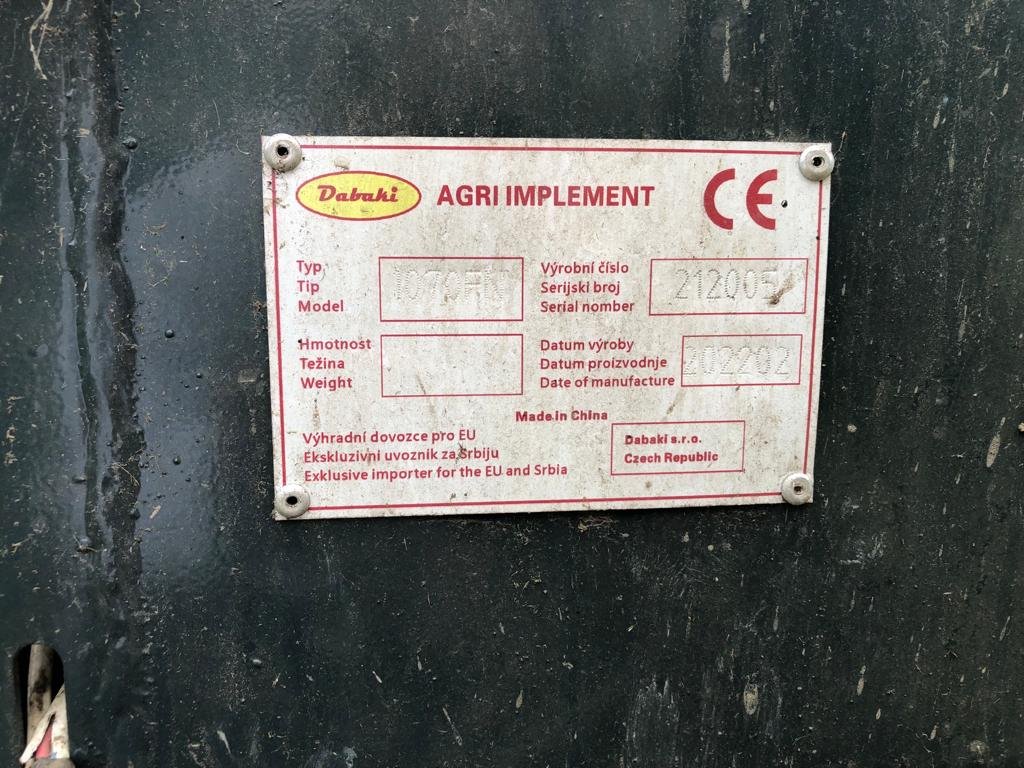 Dabaki AGRI IMPLEMENT CE
Typ
Tip
Model
Výrobní číslo
Serijski broj
Serial nomber
212005
Hmotnost
Težina
Weight
Datum výroby
Datum proizvodnje
Date of manufacture
202202
Made in China
Výhradní dovozce pro EU
Ekskluzivni uvoznik za Srbiju
Exklusive importer for the EU and Srbia
Dabaki s.r.o.
Czech Republic